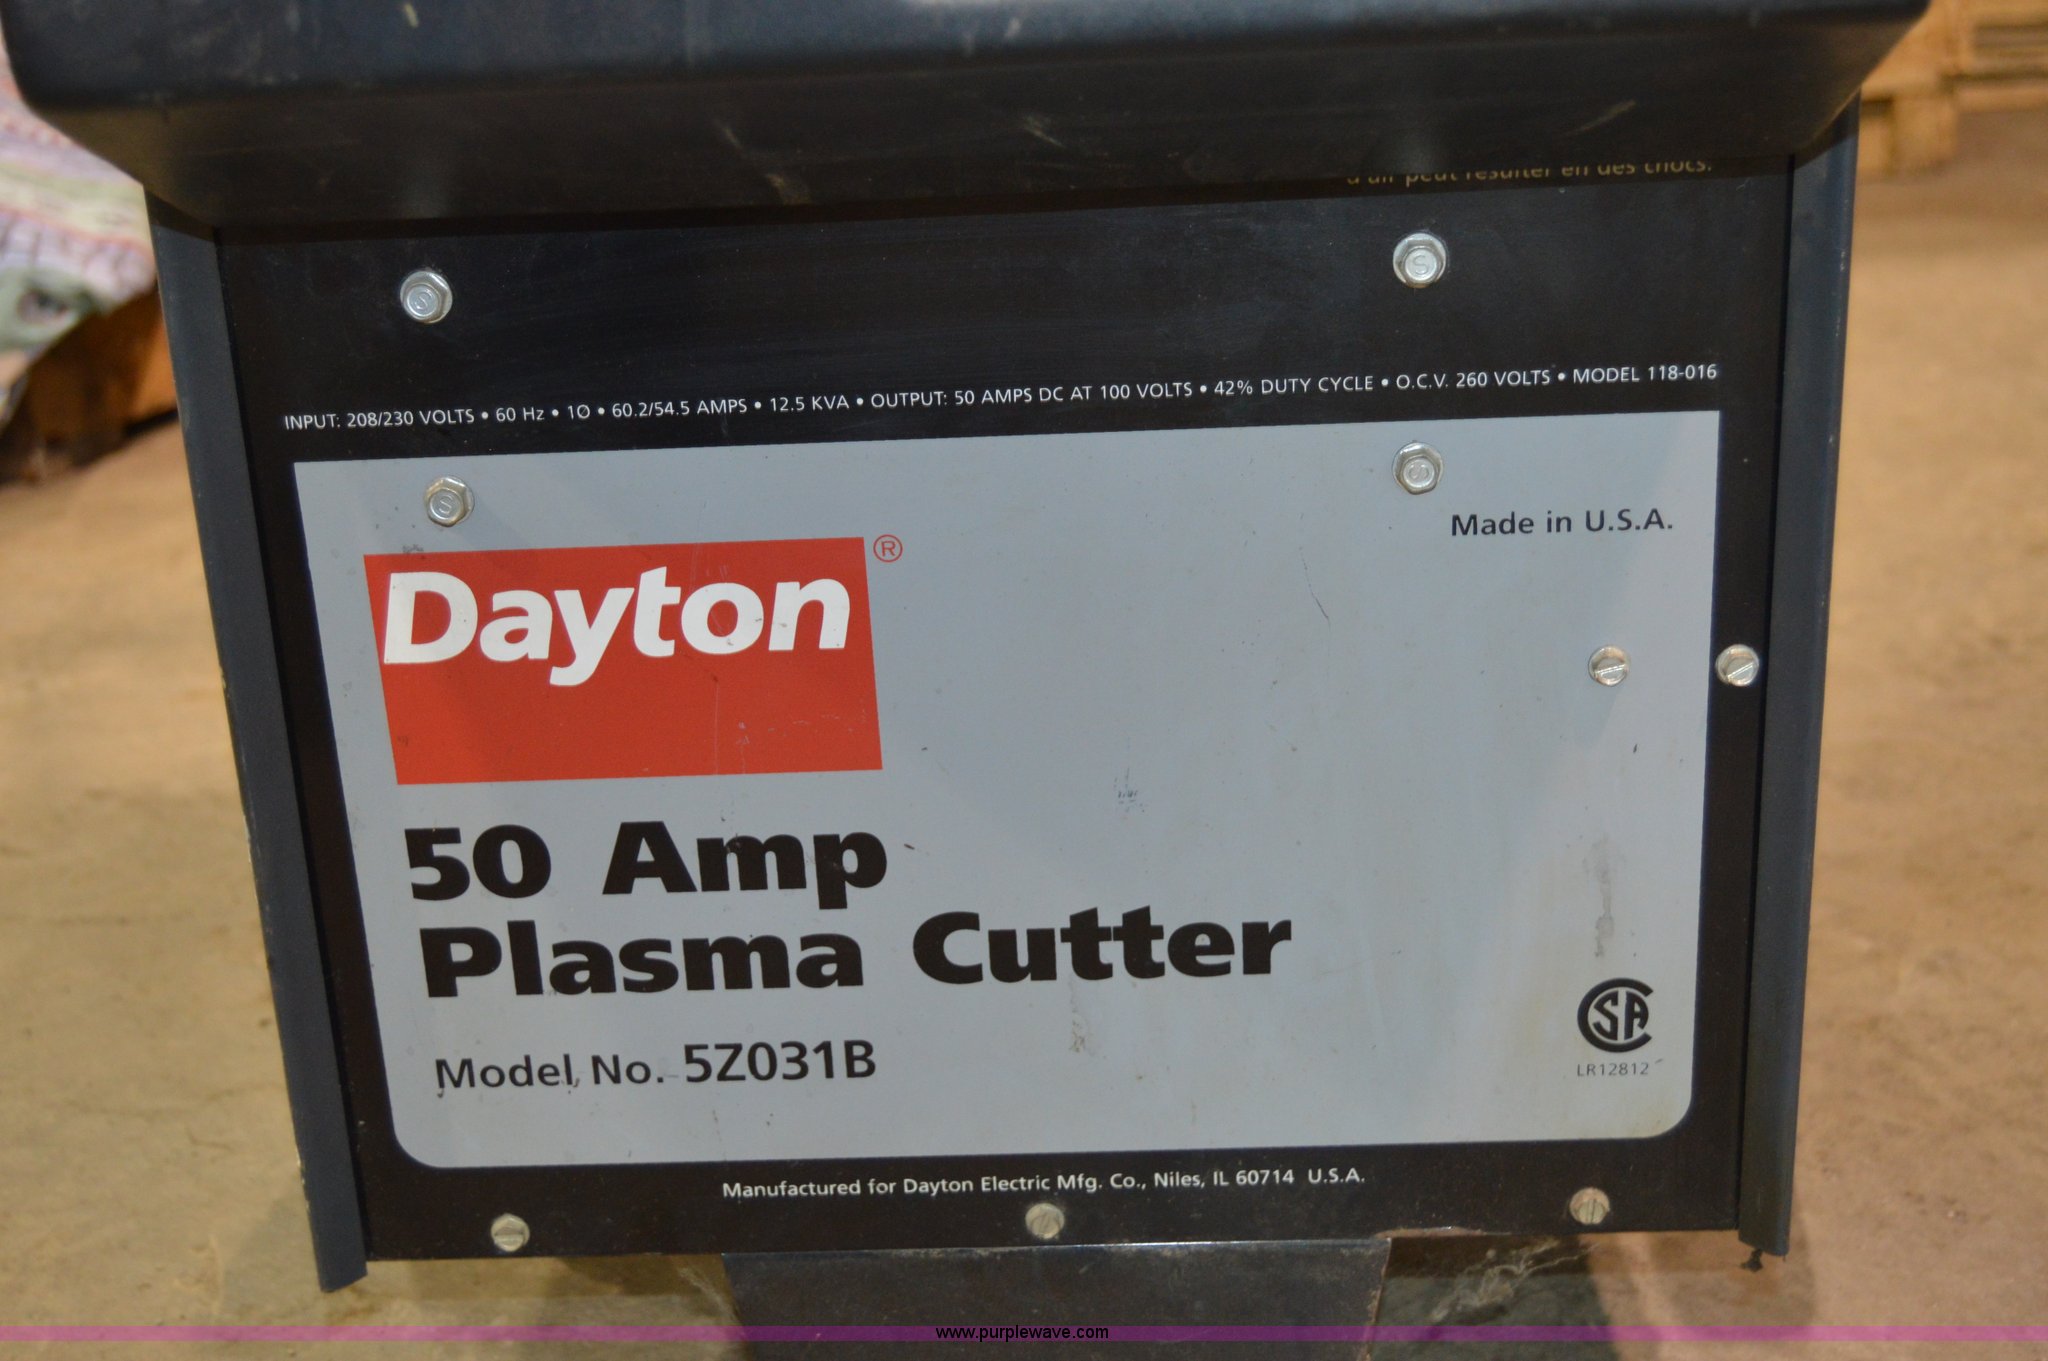 d'air peut résulter en des chocs.
INPUT: 208/230 VOLTS • 60 Hz • 1Ø • 60.2/54.5 AMPS • 12.5 KVA • OUTPUT: 50 AMPS DC AT 100 VOLTS • 42% DUTY CYCLE • O.C.V. 260 VOLTS • MODEL 118-016
Made in U.S.A.
Dayton®
50 Amp
Plasma Cutter
Model No. 5Z031B
CSA
LR12812
Manufactured for Dayton Electric Mfg. Co., Niles, IL 60714 U.S.A.
www.purplewave.com